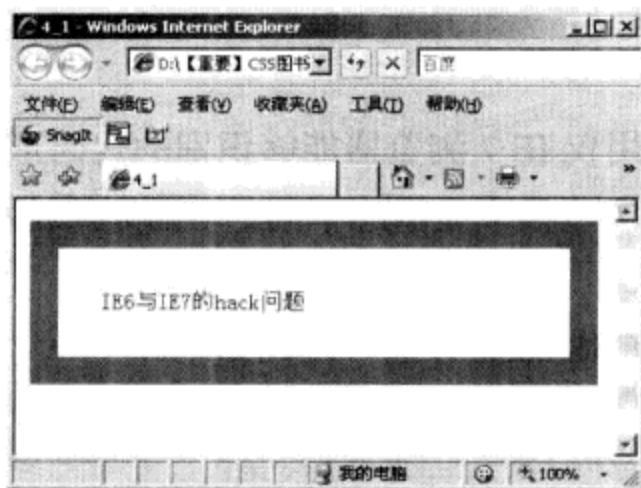 4_1 - Windows Internet Explorer
D:\【重要】CSS图书 百度
文件(F) 编辑(E) 查看(V) 收藏夹(A) 工具(T) 帮助(H)
SnagIt
4_1
IE6与IE7的hack问题
我的电脑 100%